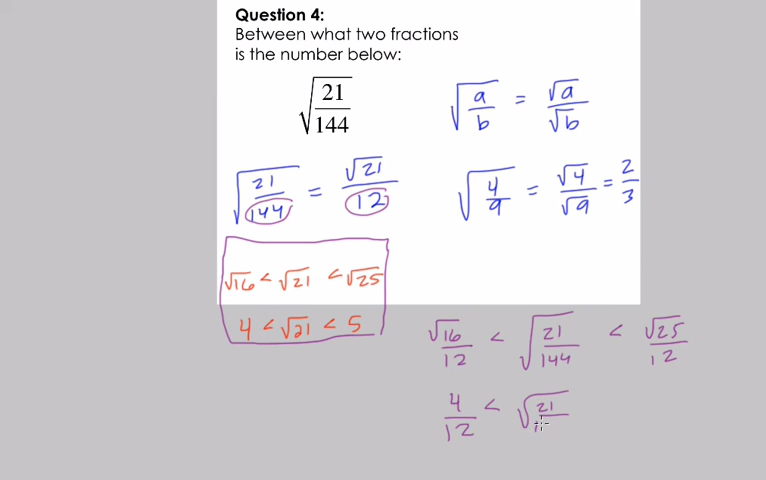 Question 4:
Between what two fractions
is the number below:
√(21/144)
√(a/b) = √a/√b
√(21/144) = √21/12
√(4/9) = √4/√9 = 2/3
√16 < √21 < √25
4 < √21 < 5
√16/12 < √(21/144) < √25/12
4/12 < √(21/1